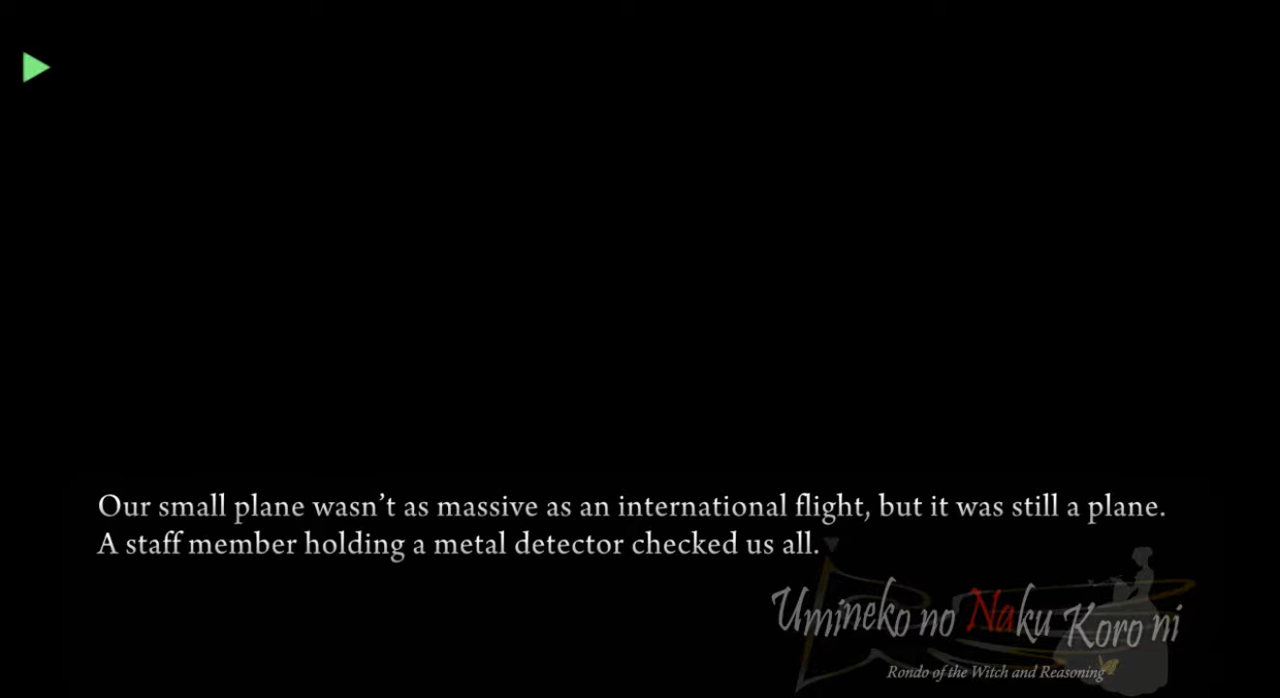 Our small plane wasn't as massive as an international flight, but it was still a plane.
A staff member holding a metal detector checked us all.
Umineko no Naku Koro ni
Rondo of the Witch and Reasoning